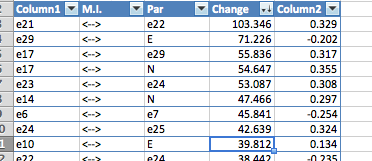 Column1 M.I. Par Change Column2
e21 <--> e22 103.346 0.329
e29 <--> E 71.226 -0.202
e17 <--> e29 55.836 0.317
e17 <--> N 54.647 0.355
e23 <--> e24 53.087 0.308
e14 <--> N 47.466 0.297
e6 <--> e7 45.841 -0.254
e24 <--> e25 42.639 0.324
e10 <--> E 39.812 0.134
e22 <--> e24 38.442 -0.235